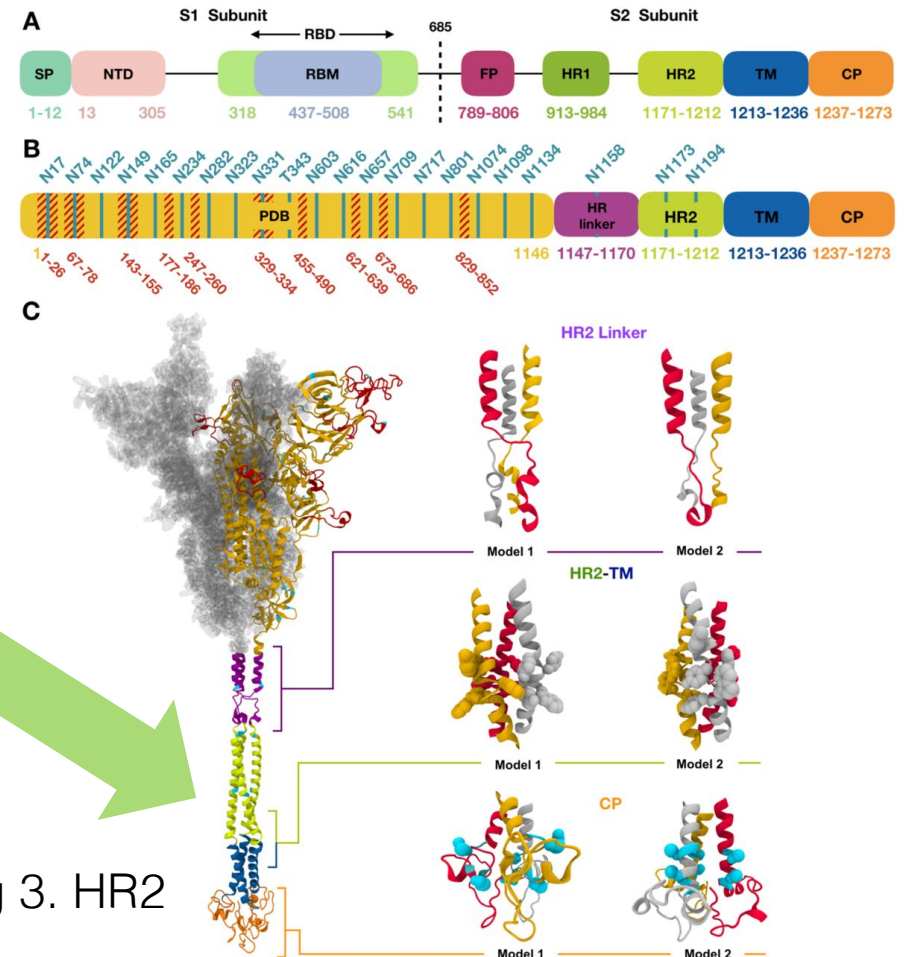 A
S1 Subunit
S2 Subunit
RBD
685
SP
NTD
RBM
FP
HR1
HR2
TM
CP
1-12
13
305
318
437-508
541
789-806
913-984
1171-1212
1213-1236
1237-1273
B
N17
N74
N122
N149
N165
N234
N282
N323
N331
T343
N603
N616
N657
N709
N717
N801
N1074
N1098
N1134
N1158
N1173
N1194
PDB
HR
linker
HR2
TM
CP
1
1-26
67-78
143-155
177-186
247-260
329-334
455-490
621-639
673-686
829-852
1146
1147-1170
1171-1212
1213-1236
1237-1273
C
HR2 Linker
Model 1
Model 2
HR2-TM
Model 1
Model 2
CP
Model 1
Model 2
3. HR2